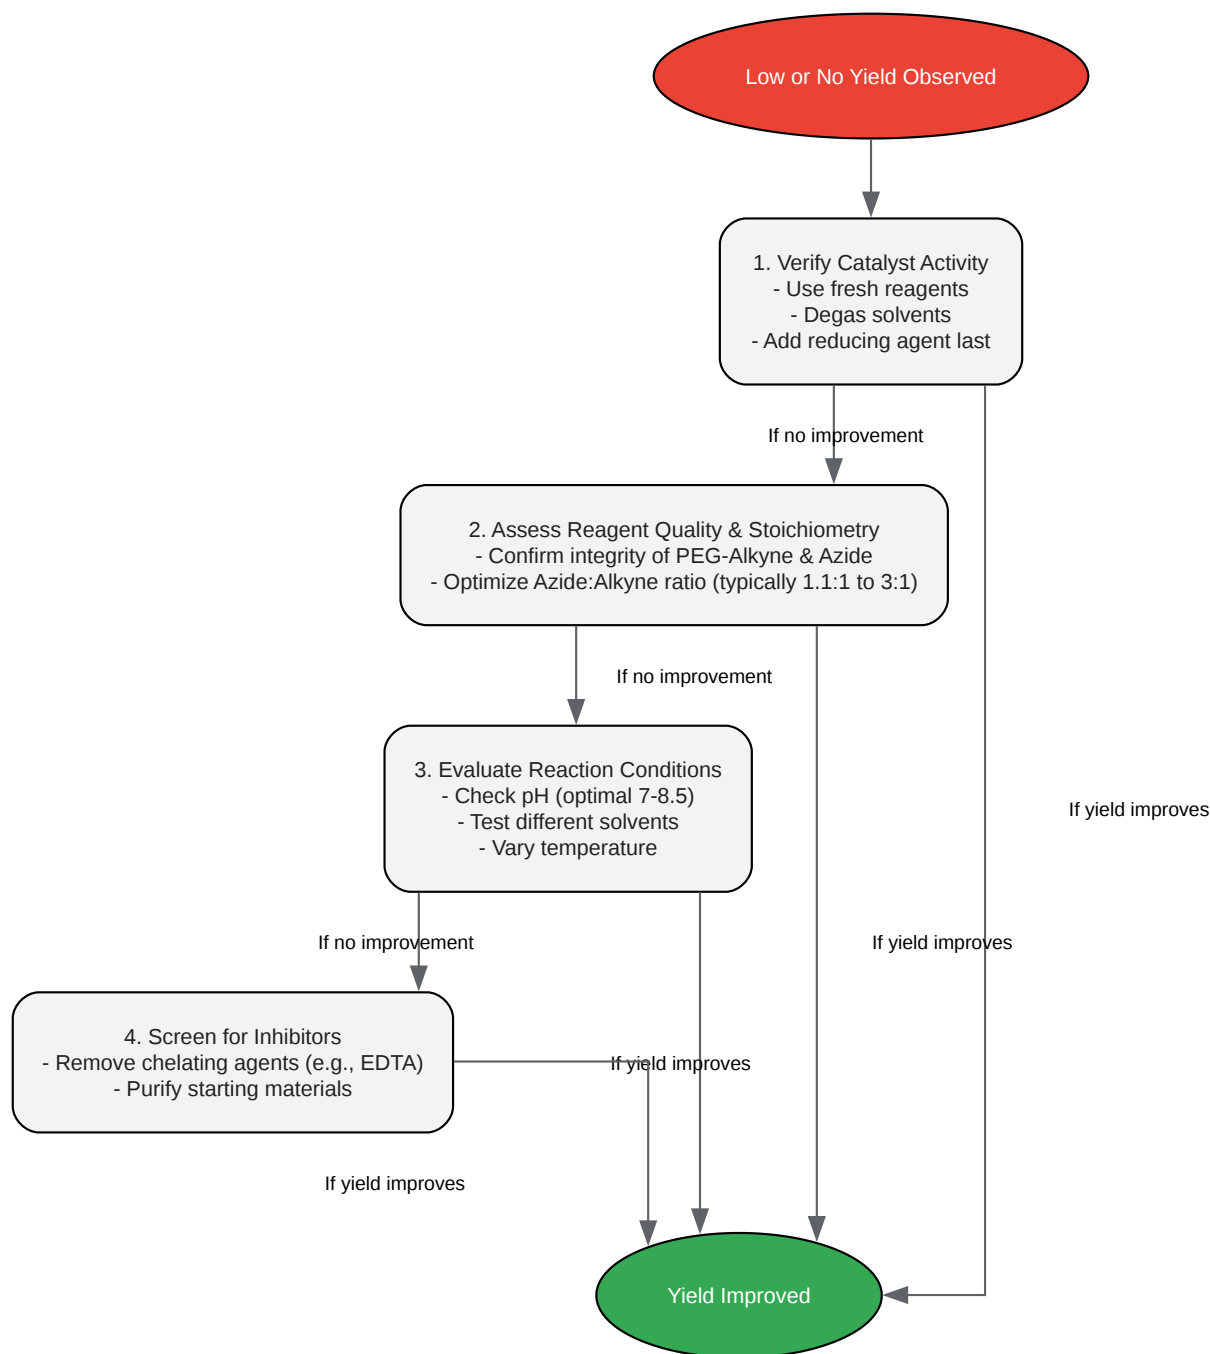 Low or No Yield Observed
1. Verify Catalyst Activity
- Use fresh reagents
- Degas solvents
- Add reducing agent last
If no improvement
2. Assess Reagent Quality & Stoichiometry
- Confirm integrity of PEG-Alkyne & Azide
- Optimize Azide:Alkyne ratio (typically 1.1:1 to 3:1)
If no improvement
3. Evaluate Reaction Conditions
- Check pH (optimal 7-8.5)
- Test different solvents
- Vary temperature
If yield improves
If no improvement
If yield improves
4. Screen for Inhibitors
- Remove chelating agents (e.g., EDTA)
- Purify starting materials
If yield improves
If yield improves
Yield Improved